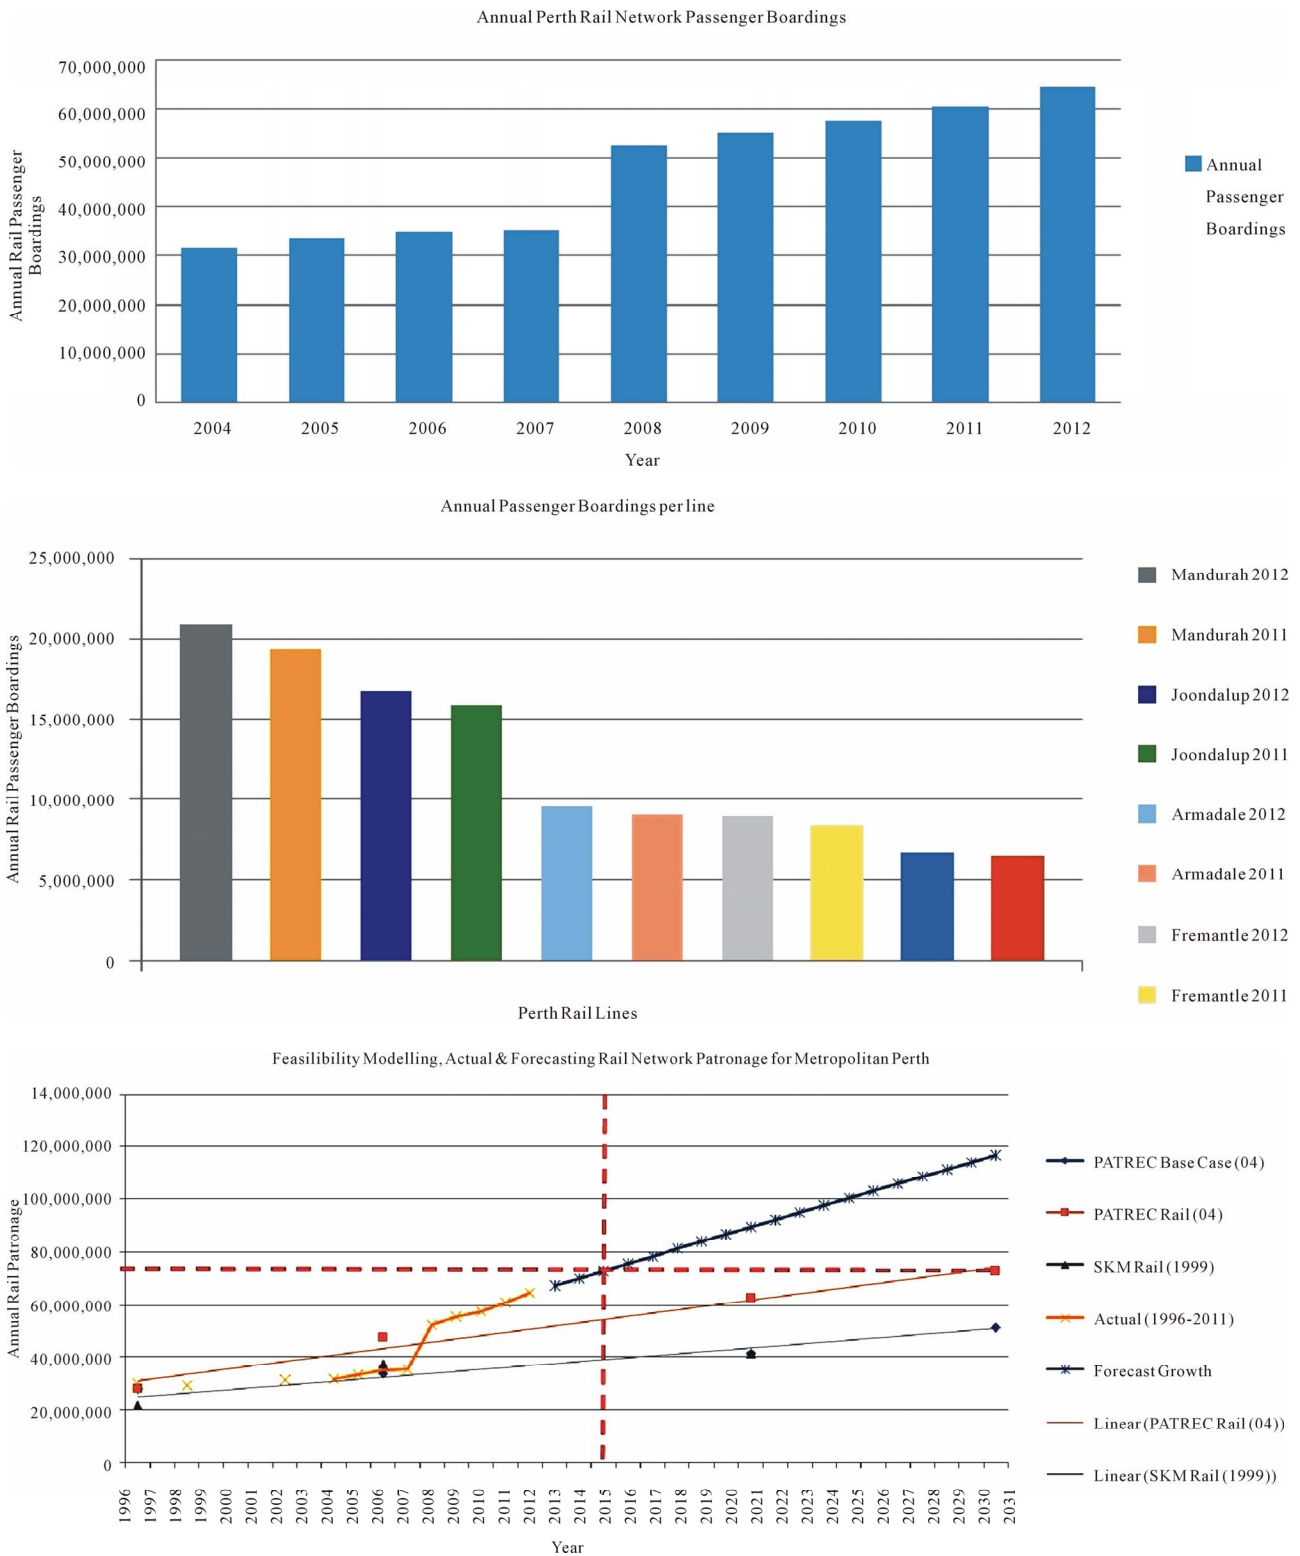 Annual Perth Rail Network Passenger Boardings
70,000,000
60,000,000
50,000,000
40,000,000
30,000,000
20,000,000
10,000,000
0
Annual Rail Passenger
Boardings
2004 2005 2006 2007 2008 2009 2010 2011 2012
Year
Annual
Passenger
Boardings
Annual Passenger Boardings per line
25,000,000
20,000,000
15,000,000
10,000,000
5,000,000
0
Annual Rail Passenger Boardings
Perth Rail Lines
Mandurah 2012
Mandurah 2011
Joondalup 2012
Joondalup 2011
Armadale 2012
Armadale 2011
Fremantle 2012
Fremantle 2011
Feasilibility Modelling, Actual & Forecasting Rail Network Patronage for Metropolitan Perth
14,000,000
120,000,000
100,000,000
80,000,000
60,000,000
40,000,000
20,000,000
0
Annual Rail Patronage
1996 1997 1998 1999 2000 2001 2002 2003 2004 2005 2006 2007 2008 2009 2010 2011 2012 2013 2014 2015 2016 2017 2018 2019 2020 2021 2022 2023 2024 2025 2026 2027 2028 2029 2030 2031
Year
PATREC Base Case (04)
PATREC Rail (04)
SKM Rail (1999)
Actual (1996-2011)
Forecast Growth
Linear (PATREC Rail (04))
Linear (SKM Rail (1999))